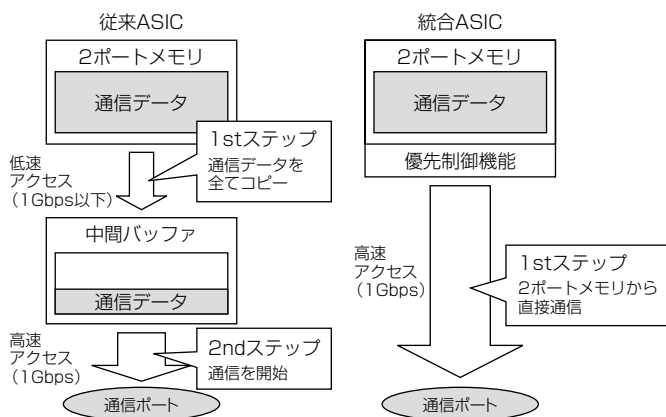 従来ASIC
2ポートメモリ
通信データ
1stステップ
通信データを
全てコピー
低速
アクセス
(1Gbps以下)
中間バッファ
通信データ
高速
アクセス
(1Gbps)
2ndステップ
通信を開始
通信ポート
統合ASIC
2ポートメモリ
通信データ
優先制御機能
高速
アクセス
(1Gbps)
1stステップ
2ポートメモリから
直接通信
通信ポート